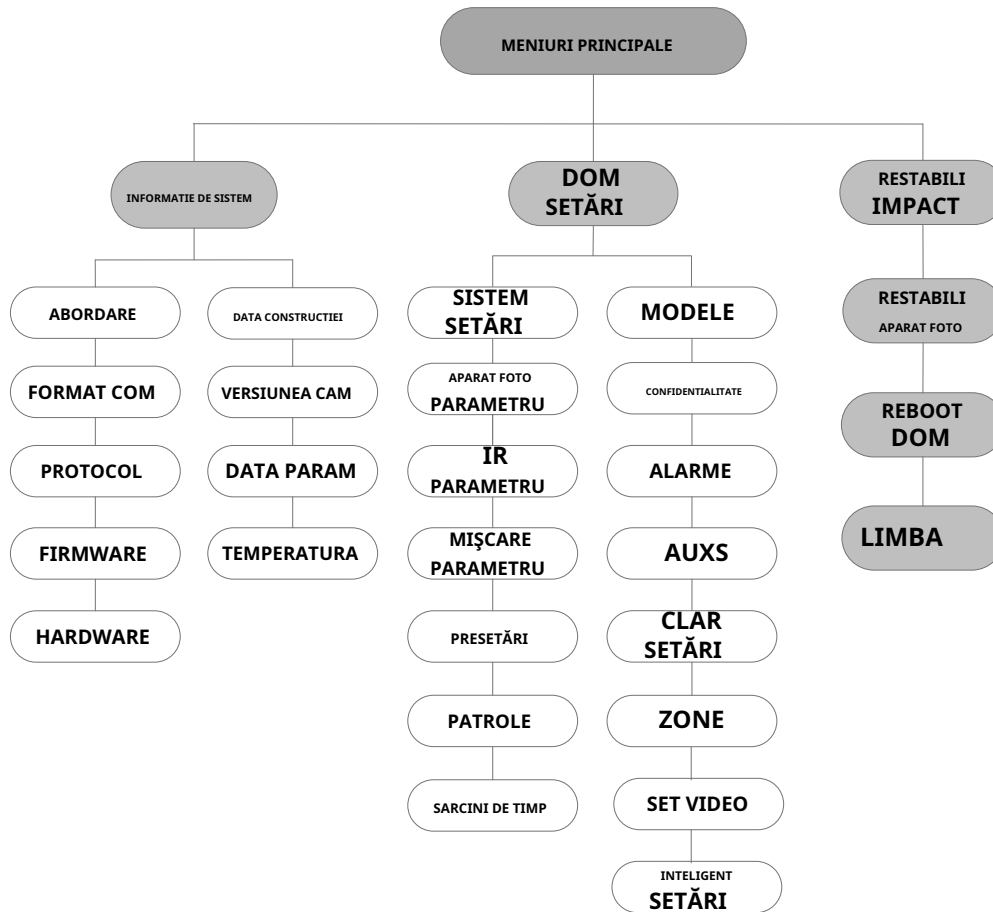 MENIURI PRINCIPALE
INFORMATIE DE SISTEM
DOM
SETĂRI
RESTABILI
IMPACT
ABORDARE
FORMAT COM
PROTOCOL
FIRMWARE
HARDWARE
DATA CONSTRUCTIEI
VERSIUNEA CAM
DATA PARAM
TEMPERATURA
SISTEM
SETĂRI
APARAT FOTO
PARAMETRU
IR
PARAMETRU
MIŞCARE
PARAMETRU
PRESETĂRI
PATROLE
SARCINI DE TIMP
MODELE
CONFIDENTIALITATE
ALARME
AUXS
CLAR
SETĂRI
ZONE
SET VIDEO
INTELIGENT
SETĂRI
RESTABILI
APARAT FOTO
REBOOT
DOM
LIMBA